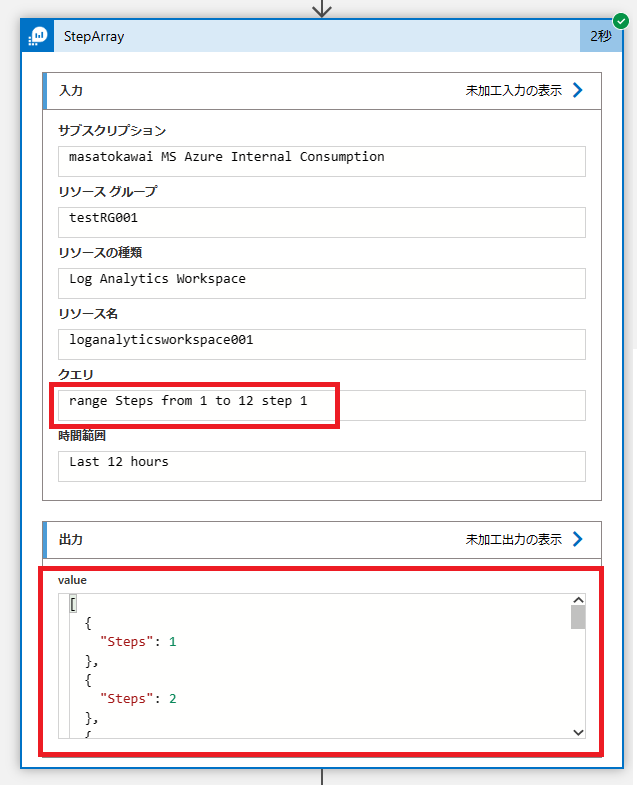 StepArray
2秒
入力
未加工入力の表示
サブスクリプション
masatokawai MS Azure Internal Consumption
リソース グループ
testRG001
リソースの種類
Log Analytics Workspace
リソース名
loganalyticsworkspace001
クエリ
range Steps from 1 to 12 step 1
時間範囲
Last 12 hours
出力
未加工出力の表示
value
[
{
"Steps": 1
},
{
"Steps": 2
},
{